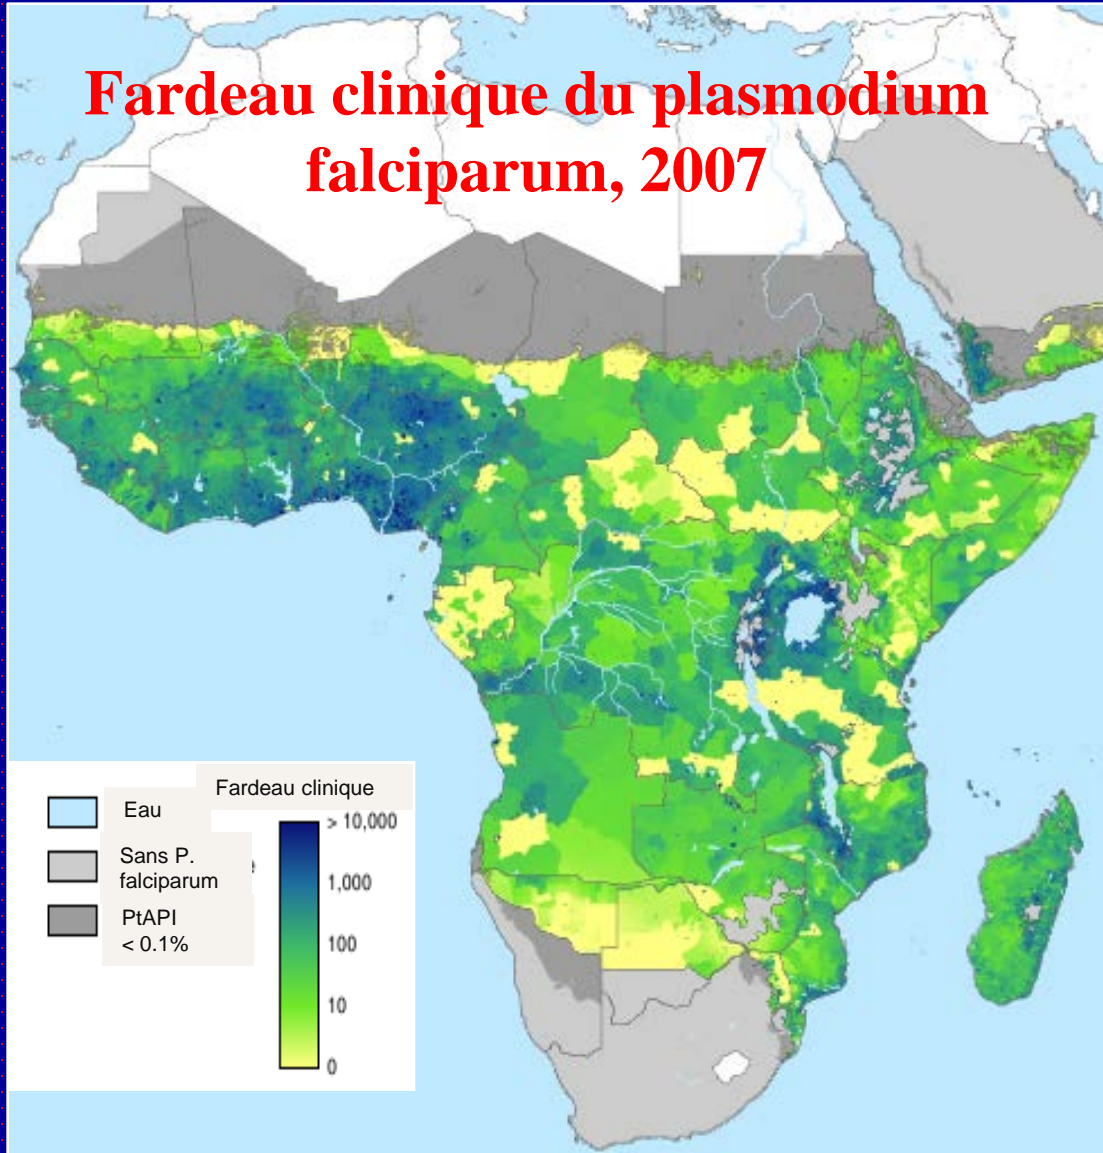 Fardeau clinique du plasmodium
falciparum, 2007
Fardeau clinique
Eau
Sans P.
falciparum
PtAPI
< 0.1%
> 10,000
1,000
100
10
0